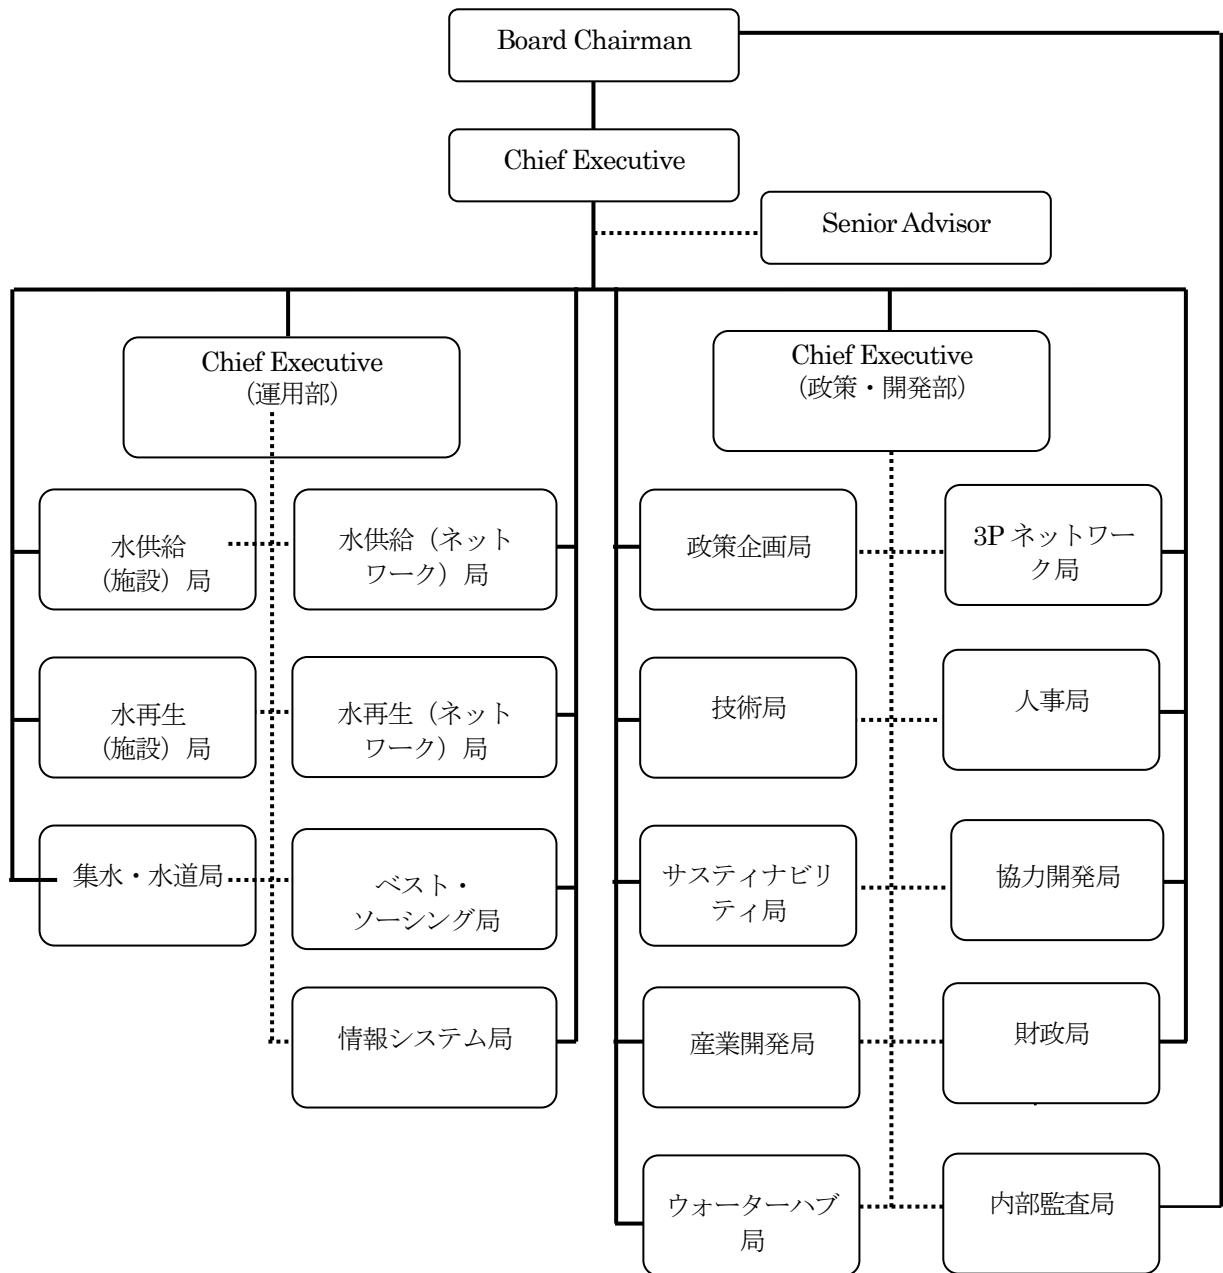 Board Chairman
Chief Executive
Senior Advisor
Chief Executive
（運用部）
Chief Executive
（政策・開発部）
水供給
（施設）局
水供給（ネット
ワーク）局
政策企画局
3P ネットワー
ク局
水再生
（施設）局
水再生（ネット
ワーク）局
技術局
人事局
集水・水道局
ベスト・
ソーシング局
サスティナビリ
ティ局
協力開発局
情報システム局
産業開発局
財政局
ウォーターハブ
局
内部監査局